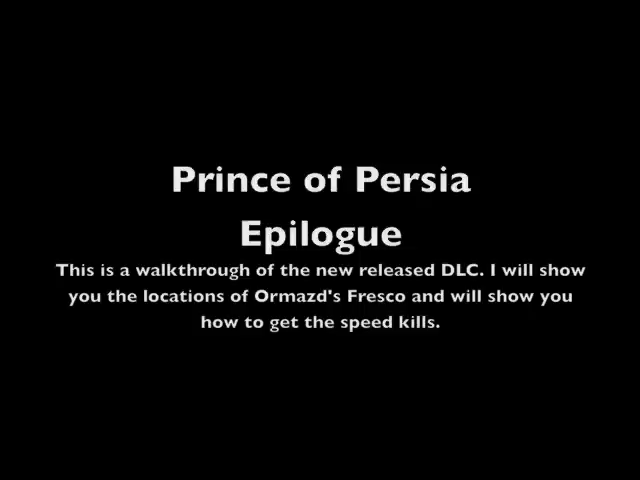 Prince of Persia
Epilogue
This is a walkthrough of the new released DLC. I will show
you the locations of Ormazd's Fresco and will show you
how to get the speed kills.